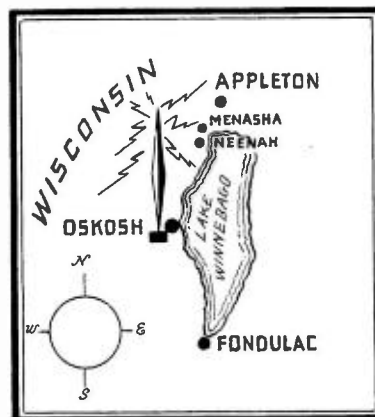 WISCONSIN
APPLETON
MENASHA
NEENAH
OSKOSH
LAKE
WINNEBAGO
N
W
E
S
FONDULAC